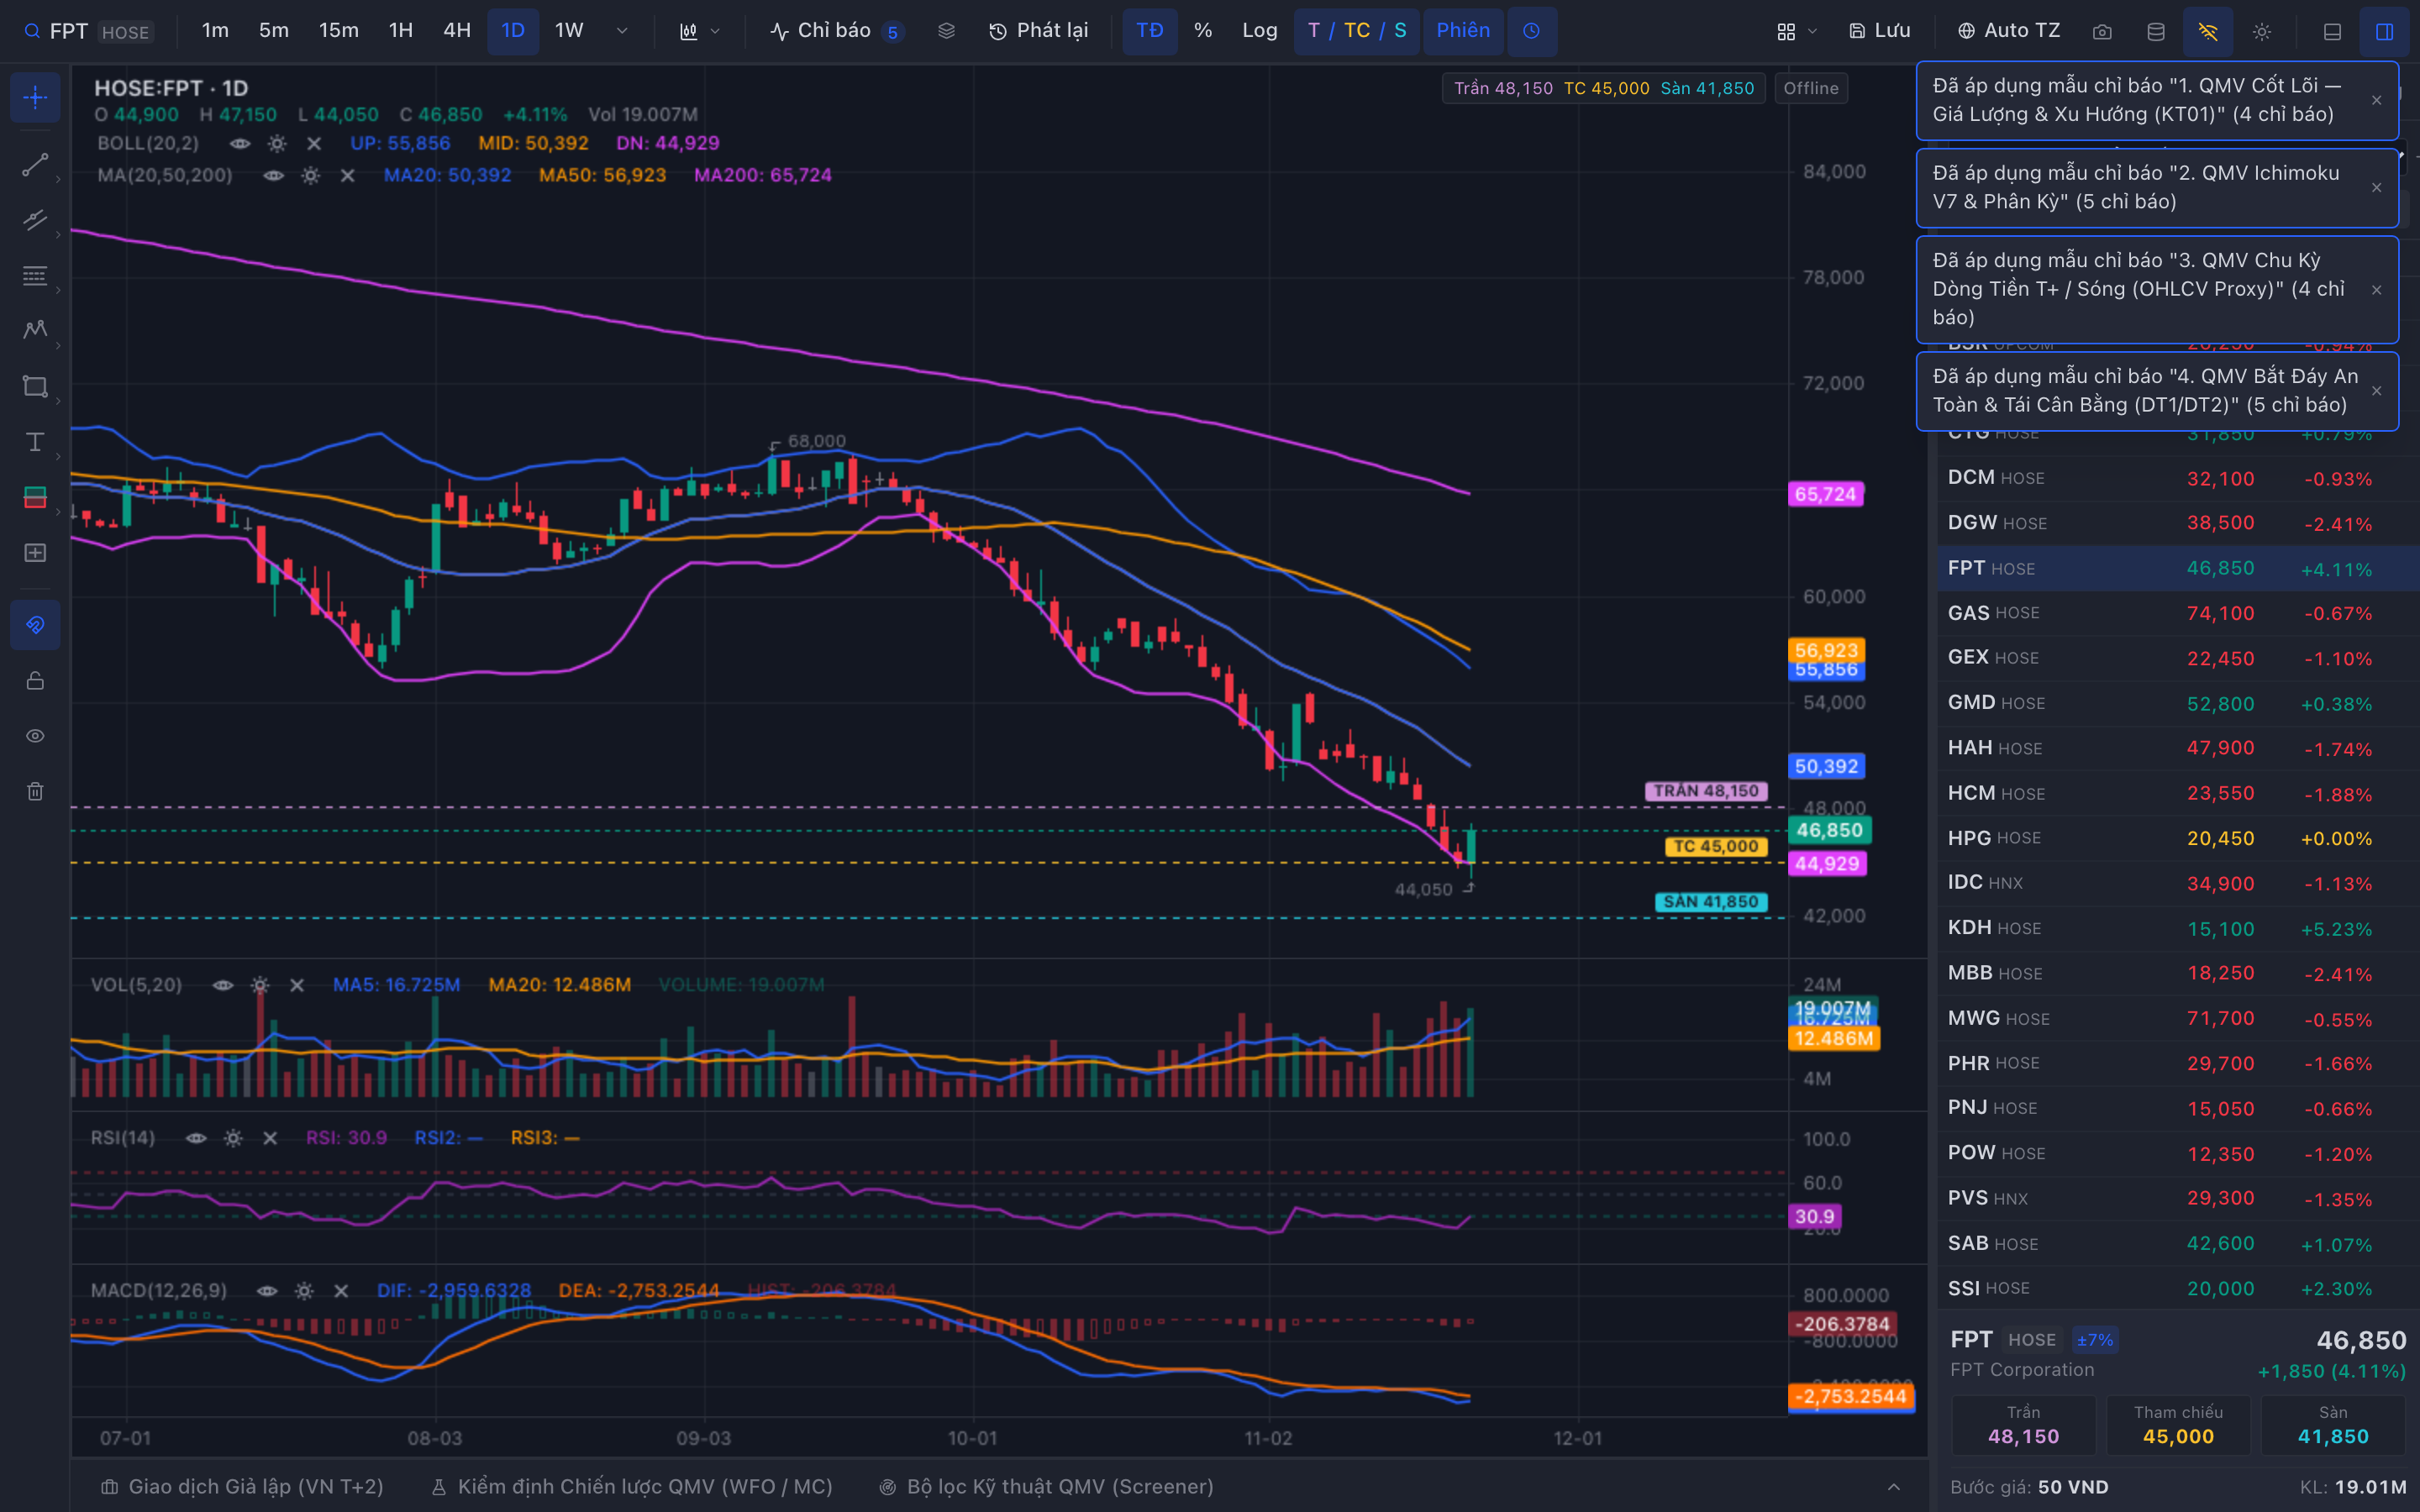 FPT HOSE 1m 5m 15m 1H 4H 1D 1W Chỉ báo 5 Phát lại TĐ % Log T / TC / S Phiên Lưu Auto TZ
HOSE:FPT · 1D
Trần 48,150 TC 45,000 Sàn 41,850 Offline
O 44,900 H 47,150 L 44,050 C 46,850 +4.11% Vol 19.007M
BOLL(20,2) UP: 55,856 MID: 50,392 DN: 44,929
MA(20,50,200) MA20: 50,392 MA50: 56,923 MA200: 65,724
84,000
78,000
72,000
68,000
65,724
60,000
56,923
55,856
54,000
50,392
TRẦN 48,150
48,000
46,850
TC 45,000
44,929
44,050
SÀN 41,850
42,000
VOL(5,20) MA5: 16.725M MA20: 12.486M VOLUME: 19.007M
24M
19.007M
16.725M
12.486M
4M
RSI(14) RSI: 30.9 RSI2: — RSI3: —
100.0
60.0
30.9
20.0
MACD(12,26,9) DIF: -2,959.6328 DEA: -2,753.2544 HIST: -206.3784
800.0000
-206.3784
-800.0000
-2,753.2544
07-01 08-03 09-03 10-01 11-02 12-01
Giao dịch Giả lập (VN T+2) Kiểm định Chiến lược QMV (WFO / MC) Bộ lọc Kỹ thuật QMV (Screener)
Đã áp dụng mẫu chỉ báo "1. QMV Cốt Lõi —
Giá Lượng & Xu Hướng (KT01)" (4 chỉ báo)
Đã áp dụng mẫu chỉ báo "2. QMV Ichimoku
V7 & Phân Kỳ" (5 chỉ báo)
Đã áp dụng mẫu chỉ báo "3. QMV Chu Kỳ
Dòng Tiền T+ / Sóng (OHLCV Proxy)" (4 chỉ
báo)
BSR UPCOM 26,250 -0.94%
Đã áp dụng mẫu chỉ báo "4. QMV Bắt Đáy An
Toàn & Tái Cân Bằng (DT1/DT2)" (5 chỉ báo)
CTG HOSE 31,850 +0.79%
DCM HOSE 32,100 -0.93%
DGW HOSE 38,500 -2.41%
FPT HOSE 46,850 +4.11%
GAS HOSE 74,100 -0.67%
GEX HOSE 22,450 -1.10%
GMD HOSE 52,800 +0.38%
HAH HOSE 47,900 -1.74%
HCM HOSE 23,550 -1.88%
HPG HOSE 20,450 +0.00%
IDC HNX 34,900 -1.13%
KDH HOSE 15,100 +5.23%
MBB HOSE 18,250 -2.41%
MWG HOSE 71,700 -0.55%
PHR HOSE 29,700 -1.66%
PNJ HOSE 15,050 -0.66%
POW HOSE 12,350 -1.20%
PVS HNX 29,300 -1.35%
SAB HOSE 42,600 +1.07%
SSI HOSE 20,000 +2.30%
FPT HOSE ±7% 46,850
FPT Corporation +1,850 (4.11%)
Trần Tham chiếu Sàn
48,150 45,000 41,850
Bước giá: 50 VND KL: 19.01M